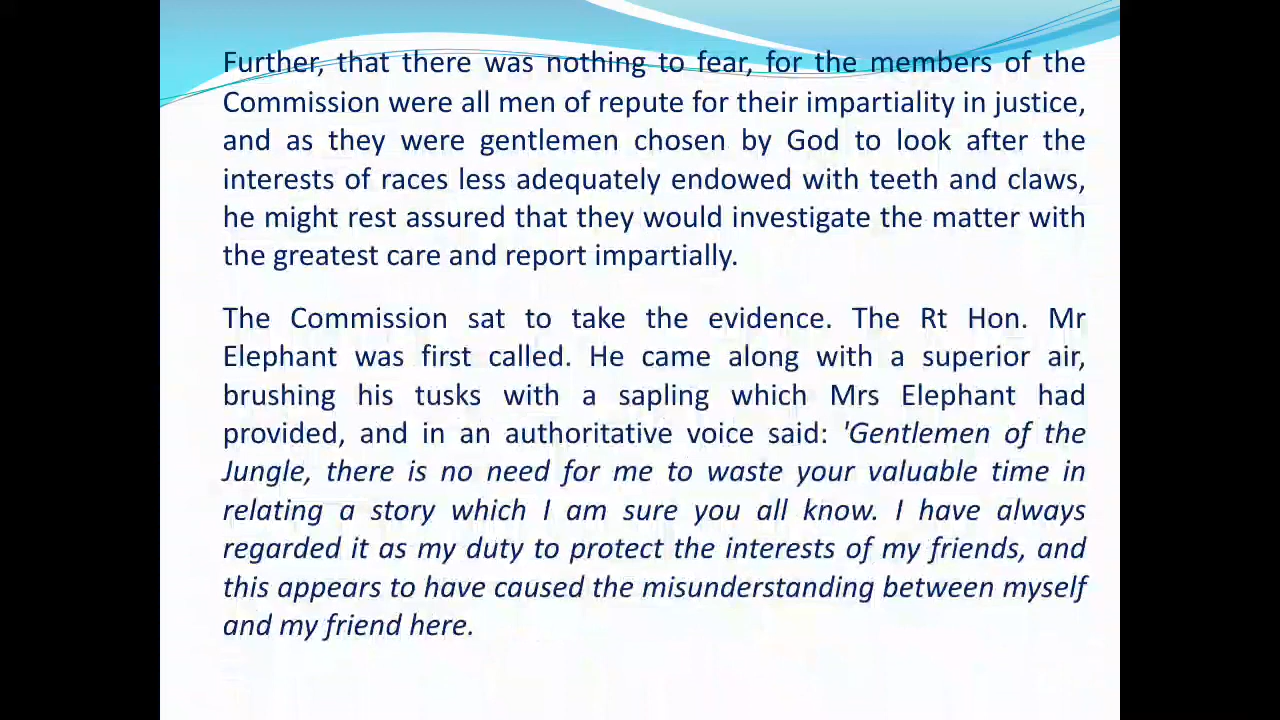 Further, that there was nothing to fear, for the members of the
Commission were all men of repute for their impartiality in justice,
and as they were gentlemen chosen by God to look after the
interests of races less adequately endowed with teeth and claws,
he might rest assured that they would investigate the matter with
the greatest care and report impartially.
The Commission sat to take the evidence. The Rt Hon. Mr
Elephant was first called. He came along with a superior air,
brushing his tusks with a sapling which Mrs Elephant had
provided, and in an authoritative voice said: 'Gentlemen of the
Jungle, there is no need for me to waste your valuable time in
relating a story which I am sure you all know. I have always
regarded it as my duty to protect the interests of my friends, and
this appears to have caused the misunderstanding between myself
and my friend here.